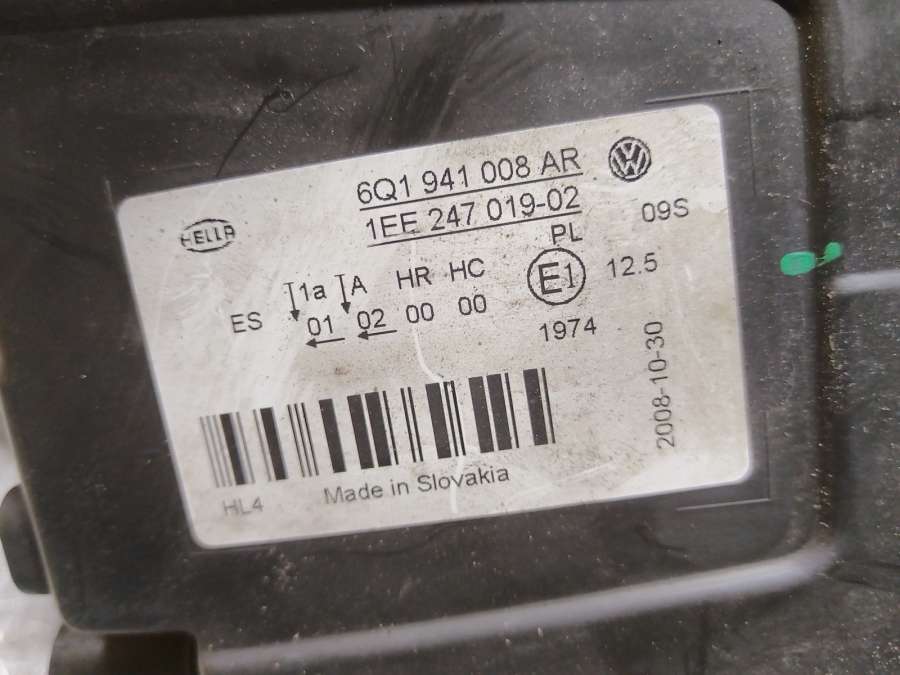 6Q1 941 008 AR
HELLA
1EE 247 019-02
09S
PL
1a A HR HC
E1
12.5
ES 01 02 00 00
1974
2008-10-30
HL4
Made in Slovakia